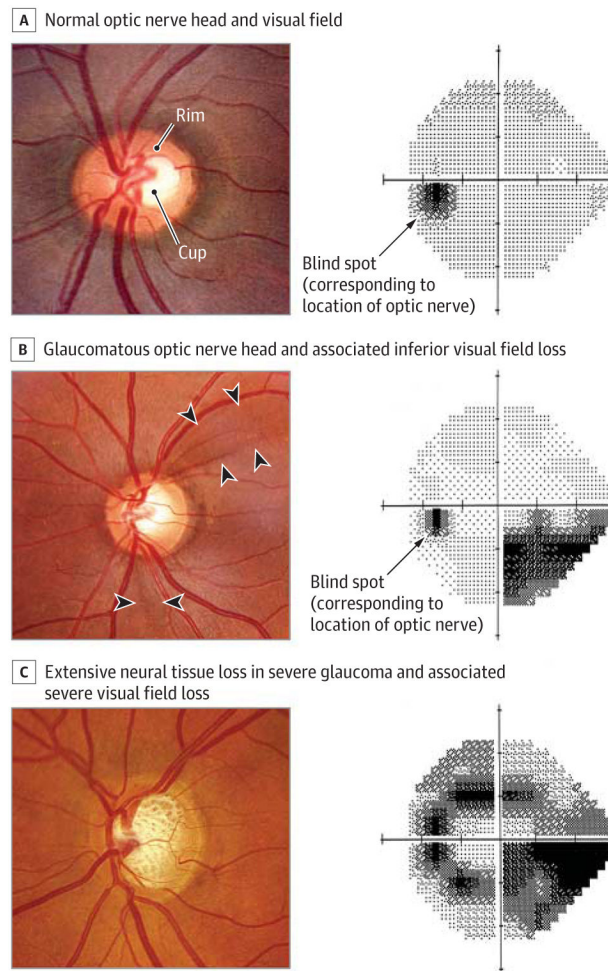 A Normal optic nerve head and visual field
Rim
Cup
Blind spot
(corresponding to
location of optic nerve)
B Glaucomatous optic nerve head and associated inferior visual field loss
Blind spot
(corresponding to
location of optic nerve)
C Extensive neural tissue loss in severe glaucoma and associated
severe visual field loss